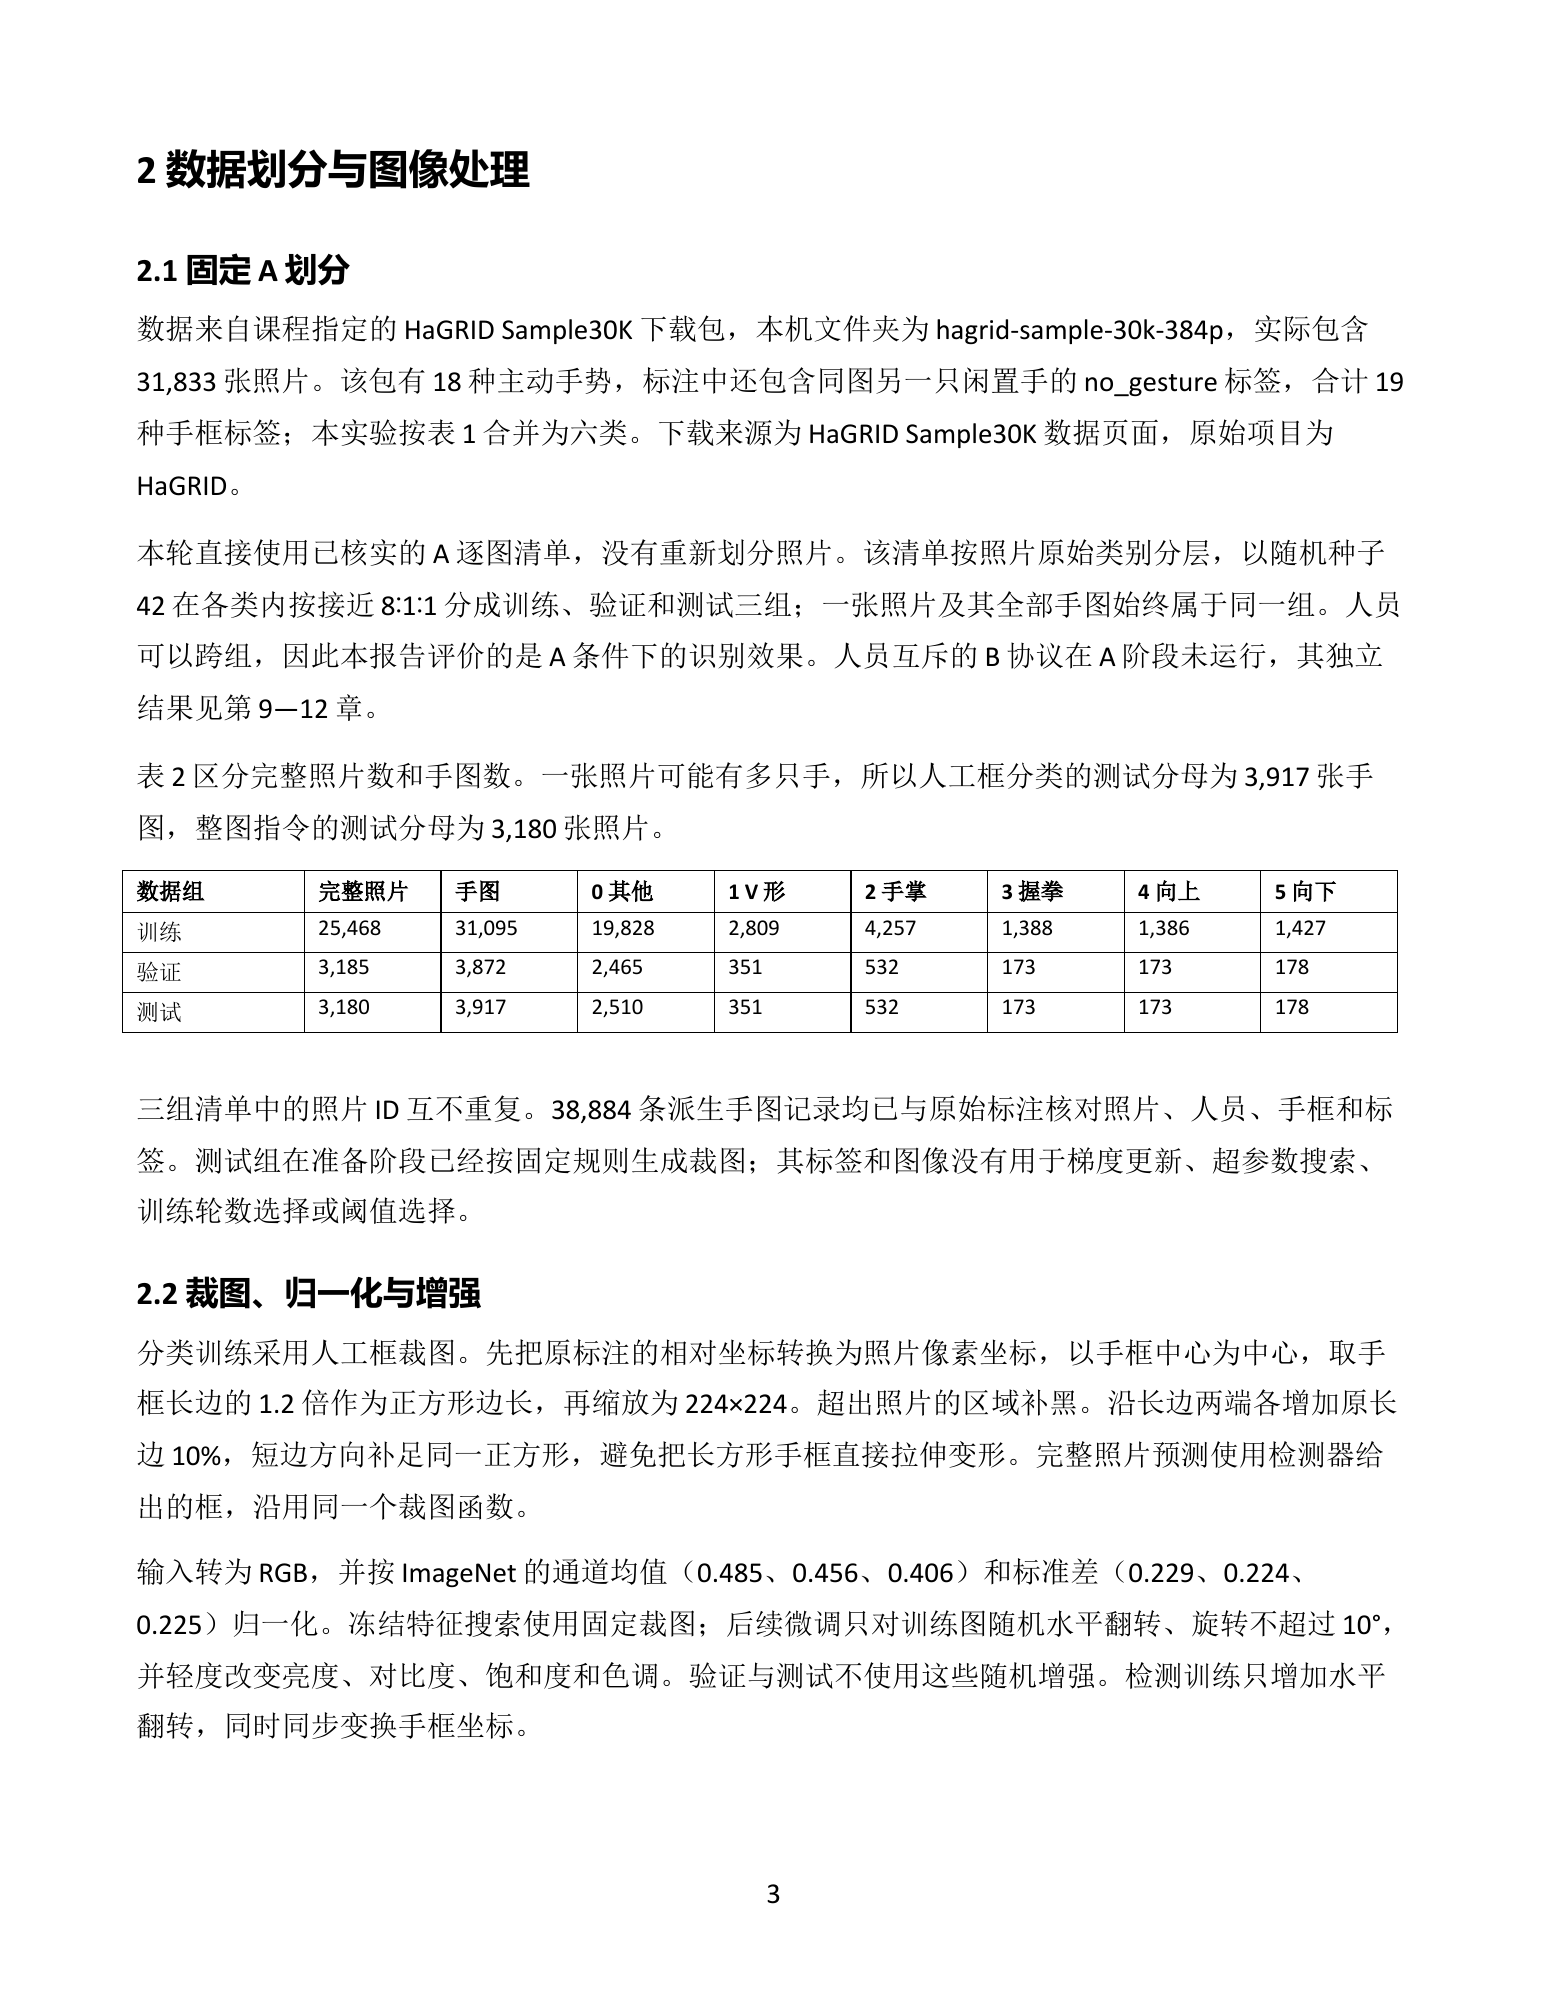 2 数据划分与图像处理
2.1 固定 A 划分
数据来自课程指定的 HaGRID Sample30K 下载包，本机文件夹为 hagrid-sample-30k-384p，实际包含
31,833 张照片。该包有 18 种主动手势，标注中还包含同图另一只闲置手的 no_gesture 标签，合计 19
种手框标签；本实验按表 1 合并为六类。下载来源为 HaGRID Sample30K 数据页面，原始项目为
HaGRID。
本轮直接使用已核实的 A 逐图清单，没有重新划分照片。该清单按照片原始类别分层，以随机种子
42 在各类内按接近 8:1:1 分成训练、验证和测试三组；一张照片及其全部手图始终属于同一组。人员
可以跨组，因此本报告评价的是 A 条件下的识别效果。人员互斥的 B 协议在 A 阶段未运行，其独立
结果见第 9—12 章。
表 2 区分完整照片数和手图数。一张照片可能有多只手，所以人工框分类的测试分母为 3,917 张手
图，整图指令的测试分母为 3,180 张照片。
数据组 完整照片 手图 0 其他 1 V 形 2 手掌 3 握拳 4 向上 5 向下
训练 25,468 31,095 19,828 2,809 4,257 1,388 1,386 1,427
验证 3,185 3,872 2,465 351 532 173 173 178
测试 3,180 3,917 2,510 351 532 173 173 178
三组清单中的照片 ID 互不重复。38,884 条派生手图记录均已与原始标注核对照片、人员、手框和标
签。测试组在准备阶段已经按固定规则生成裁图；其标签和图像没有用于梯度更新、超参数搜索、
训练轮数选择或阈值选择。
2.2 裁图、归一化与增强
分类训练采用人工框裁图。先把原标注的相对坐标转换为照片像素坐标，以手框中心为中心，取手
框长边的 1.2 倍作为正方形边长，再缩放为 224×224。超出照片的区域补黑。沿长边两端各增加原长
边 10%，短边方向补足同一正方形，避免把长方形手框直接拉伸变形。完整照片预测使用检测器给
出的框，沿用同一个裁图函数。
输入转为 RGB，并按 ImageNet 的通道均值（0.485、0.456、0.406）和标准差（0.229、0.224、
0.225）归一化。冻结特征搜索使用固定裁图；后续微调只对训练图随机水平翻转、旋转不超过 10°，
并轻度改变亮度、对比度、饱和度和色调。验证与测试不使用这些随机增强。检测训练只增加水平
翻转，同时同步变换手框坐标。
3